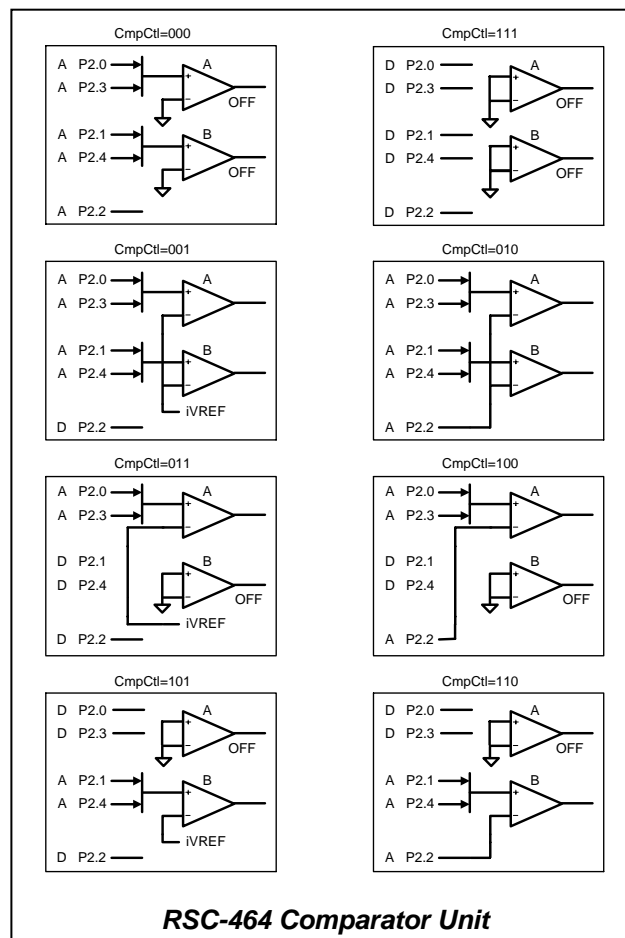 CmpCtl=000
A P2.0
A P2.3
A
+
−
OFF
A P2.1
A P2.4
B
+
−
OFF
A P2.2
CmpCtl=111
D P2.0
D P2.3
A
+
−
OFF
D P2.1
D P2.4
B
+
−
OFF
D P2.2
CmpCtl=001
A P2.0
A P2.3
A
+
−
A P2.1
A P2.4
B
+
−
iVREF
D P2.2
CmpCtl=010
A P2.0
A P2.3
A
+
−
A P2.1
A P2.4
B
+
−
A P2.2
CmpCtl=011
A P2.0
A P2.3
A
+
−
D P2.1
D P2.4
B
+
−
OFF
iVREF
D P2.2
CmpCtl=100
A P2.0
A P2.3
A
+
−
D P2.1
D P2.4
B
+
−
OFF
A P2.2
CmpCtl=101
D P2.0
D P2.3
A
+
−
OFF
A P2.1
A P2.4
B
+
−
iVREF
D P2.2
CmpCtl=110
D P2.0
D P2.3
A
+
−
OFF
A P2.1
A P2.4
B
+
−
A P2.2
RSC-464 Comparator Unit